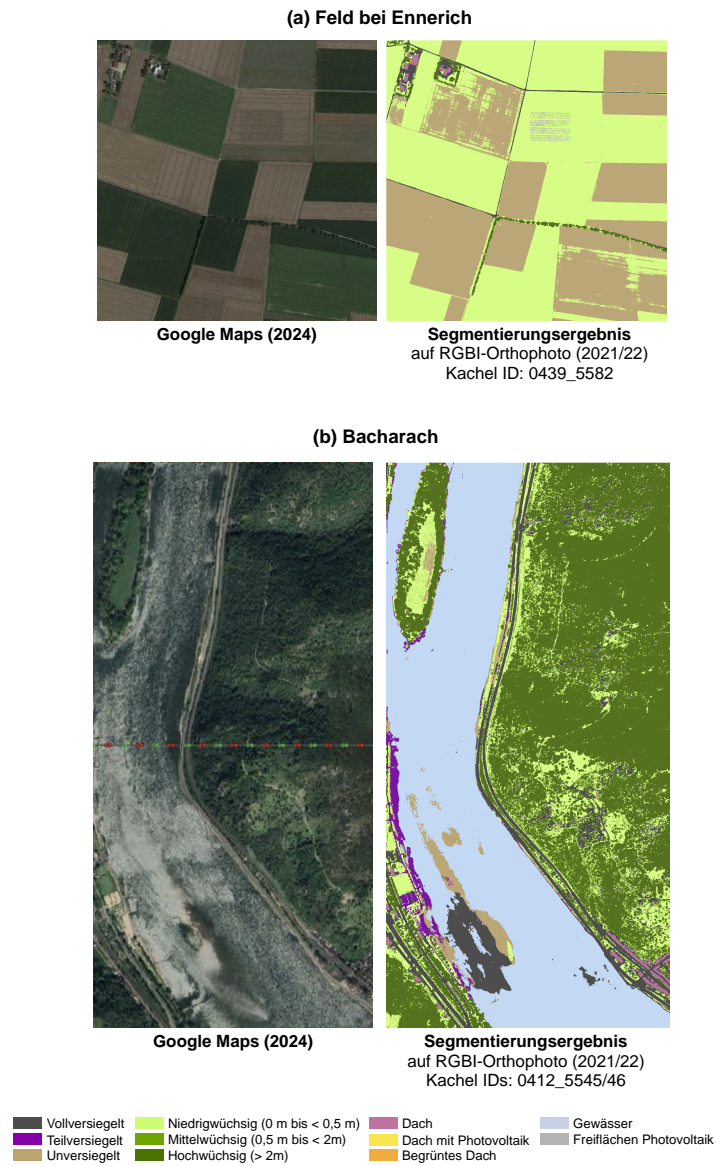 (a) Feld bei Ennerich
Google Maps (2024)
Segmentierungsergebnis
auf RGBI-Orthophoto (2021/22)
Kachel ID: 0439_5582
(b) Bacharach
Google Maps (2024)
Segmentierungsergebnis
auf RGBI-Orthophoto (2021/22)
Kachel IDs: 0412_5545/46
Vollversiegelt
Teilversiegelt
Unversiegelt
Niedrigwüchsig (0 m bis < 0,5 m)
Mittelwüchsig (0,5 m bis < 2m)
Hochwüchsig (> 2m)
Dach
Dach mit Photovoltaik
Begrüntes Dach
Gewässer
Freiflächen Photovoltaik